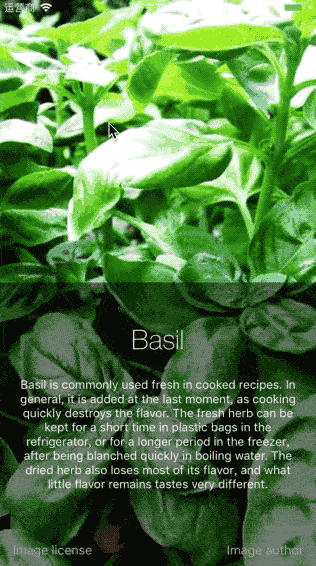 运营商
Basil
Basil is commonly used fresh in cooked recipes. In
general, it is added at the last moment, as cooking
quickly destroys the flavor. The fresh herb can be
kept for a short time in plastic bags in the
refrigerator, or for a longer period in the freezer,
after being blanched quickly in boiling water. The
dried herb also loses most of its flavor, and what
little flavor remains tastes very different.
Image license
Image author